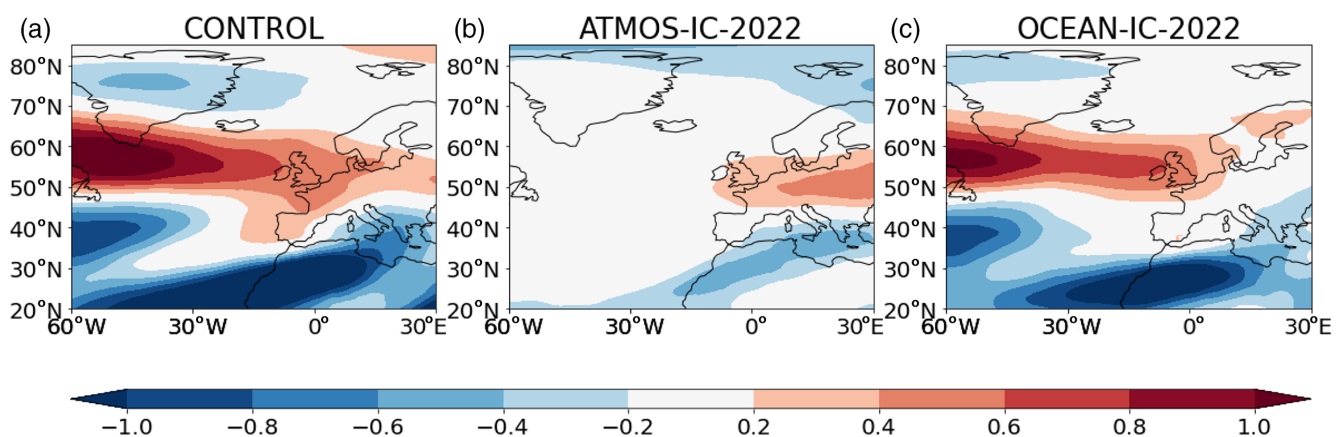 (a) CONTROL (b) ATMOS-IC-2022 (c) OCEAN-IC-2022
80°N 80°N 80°N
70°N 70°N 70°N
60°N 60°N 60°N
50°N 50°N 50°N
40°N 40°N 40°N
30°N 30°N 30°N
20°N 20°N 20°N
60°W 30°W 0° 30°E 60°W 30°W 0° 30°E 60°W 30°W 0° 30°E
−1.0 −0.8 −0.6 −0.4 −0.2 0.2 0.4 0.6 0.8 1.0